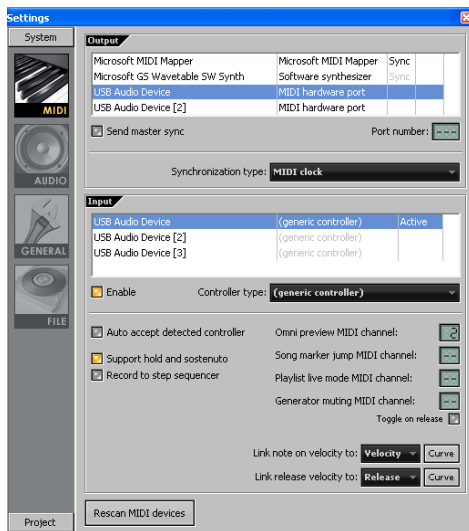 Settings
System
MIDI
AUDIO
GENERAL
FILE
Project
Output
Microsoft MIDI Mapper Microsoft MIDI Mapper Sync
Microsoft GS Wavetable SW Synth Software synthesizer Sync
USB Audio Device MIDI hardware port
USB Audio Device [2] MIDI hardware port
Send master sync Port number: ---
Synchronization type: MIDI clock
Input
USB Audio Device (generic controller) Active
USB Audio Device [2] (generic controller)
USB Audio Device [3] (generic controller)
Enable Controller type: (generic controller)
Auto accept detected controller Omni preview MIDI channel: 2
Support hold and sostenuto Song marker jump MIDI channel: --
Record to step sequencer Playlist live mode MIDI channel: --
Generator muting MIDI channel: --
Toggle on release
Link note on velocity to: Velocity Curve
Link release velocity to: Release Curve
Rescan MIDI devices